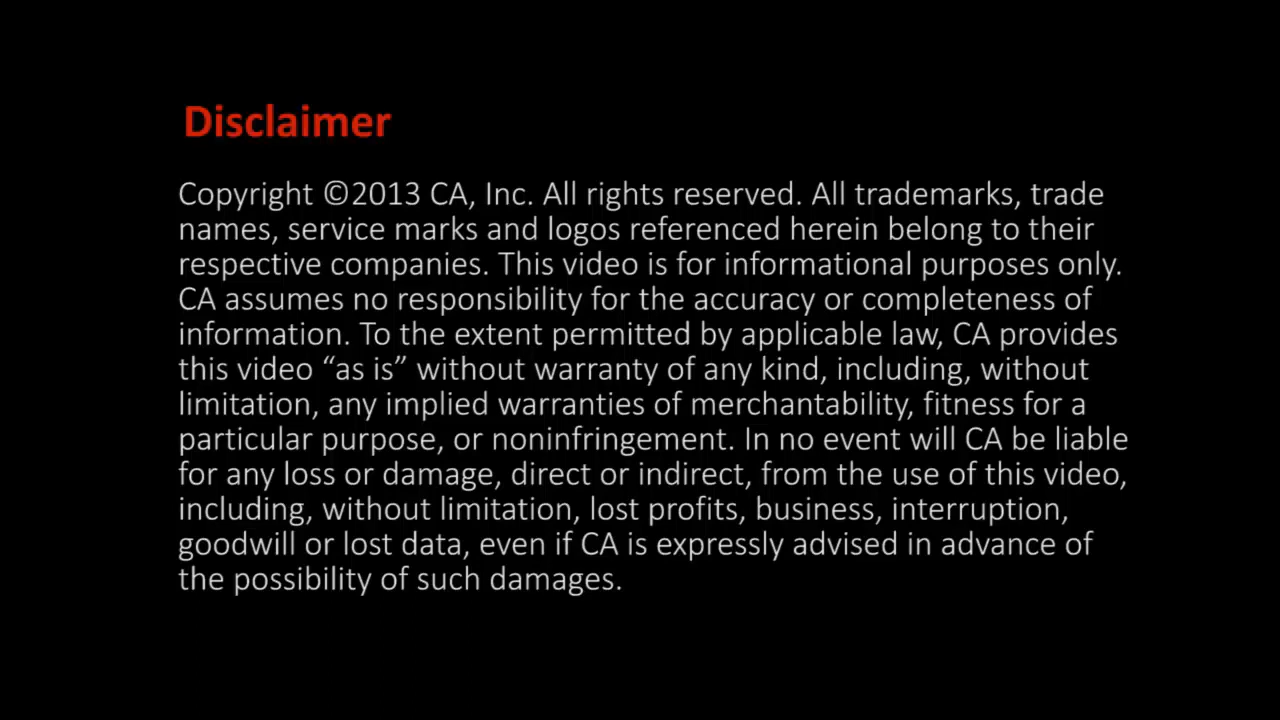 Disclaimer
Copyright ©2013 CA, Inc. All rights reserved. All trademarks, trade
names, service marks and logos referenced herein belong to their
respective companies. This video is for informational purposes only.
CA assumes no responsibility for the accuracy or completeness of
information. To the extent permitted by applicable law, CA provides
this video “as is” without warranty of any kind, including, without
limitation, any implied warranties of merchantability, fitness for a
particular purpose, or noninfringement. In no event will CA be liable
for any loss or damage, direct or indirect, from the use of this video,
including, without limitation, lost profits, business, interruption,
goodwill or lost data, even if CA is expressly advised in advance of
the possibility of such damages.